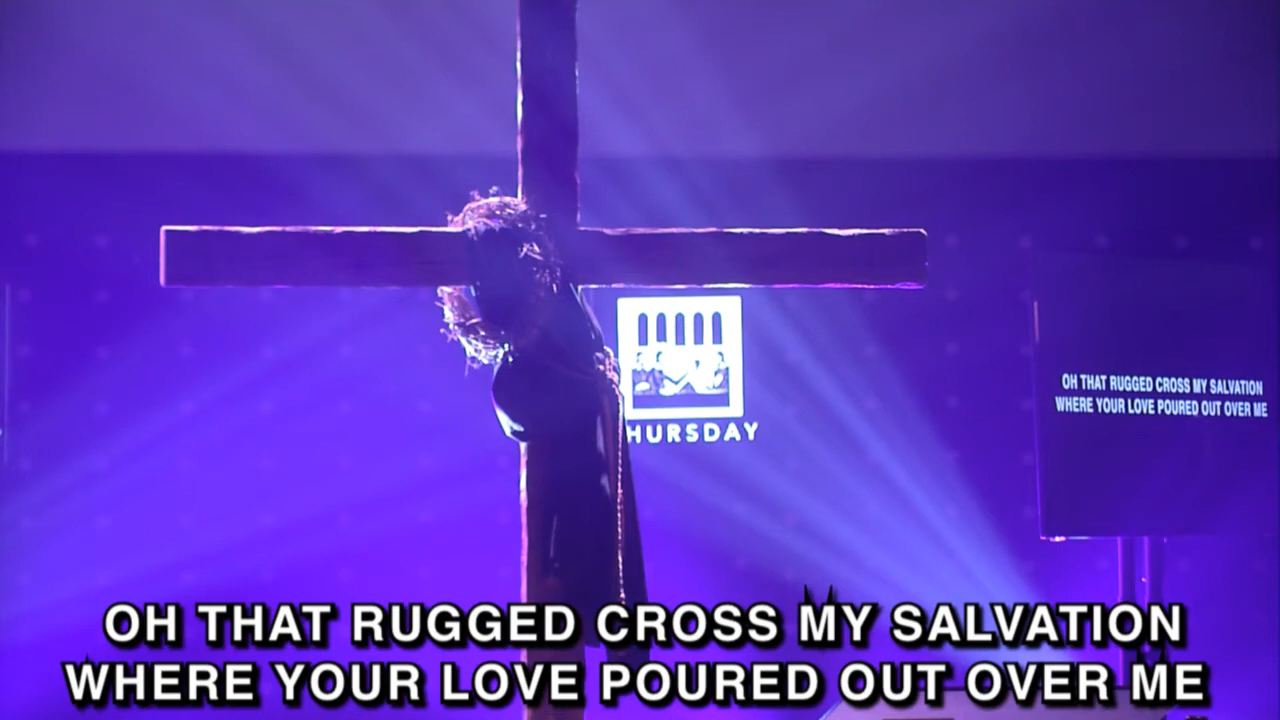 HURSDAY
OH THAT RUGGED CROSS MY SALVATION
WHERE YOUR LOVE POURED OUT OVER ME
OH THAT RUGGED CROSS MY SALVATION
WHERE YOUR LOVE POURED OUT OVER ME